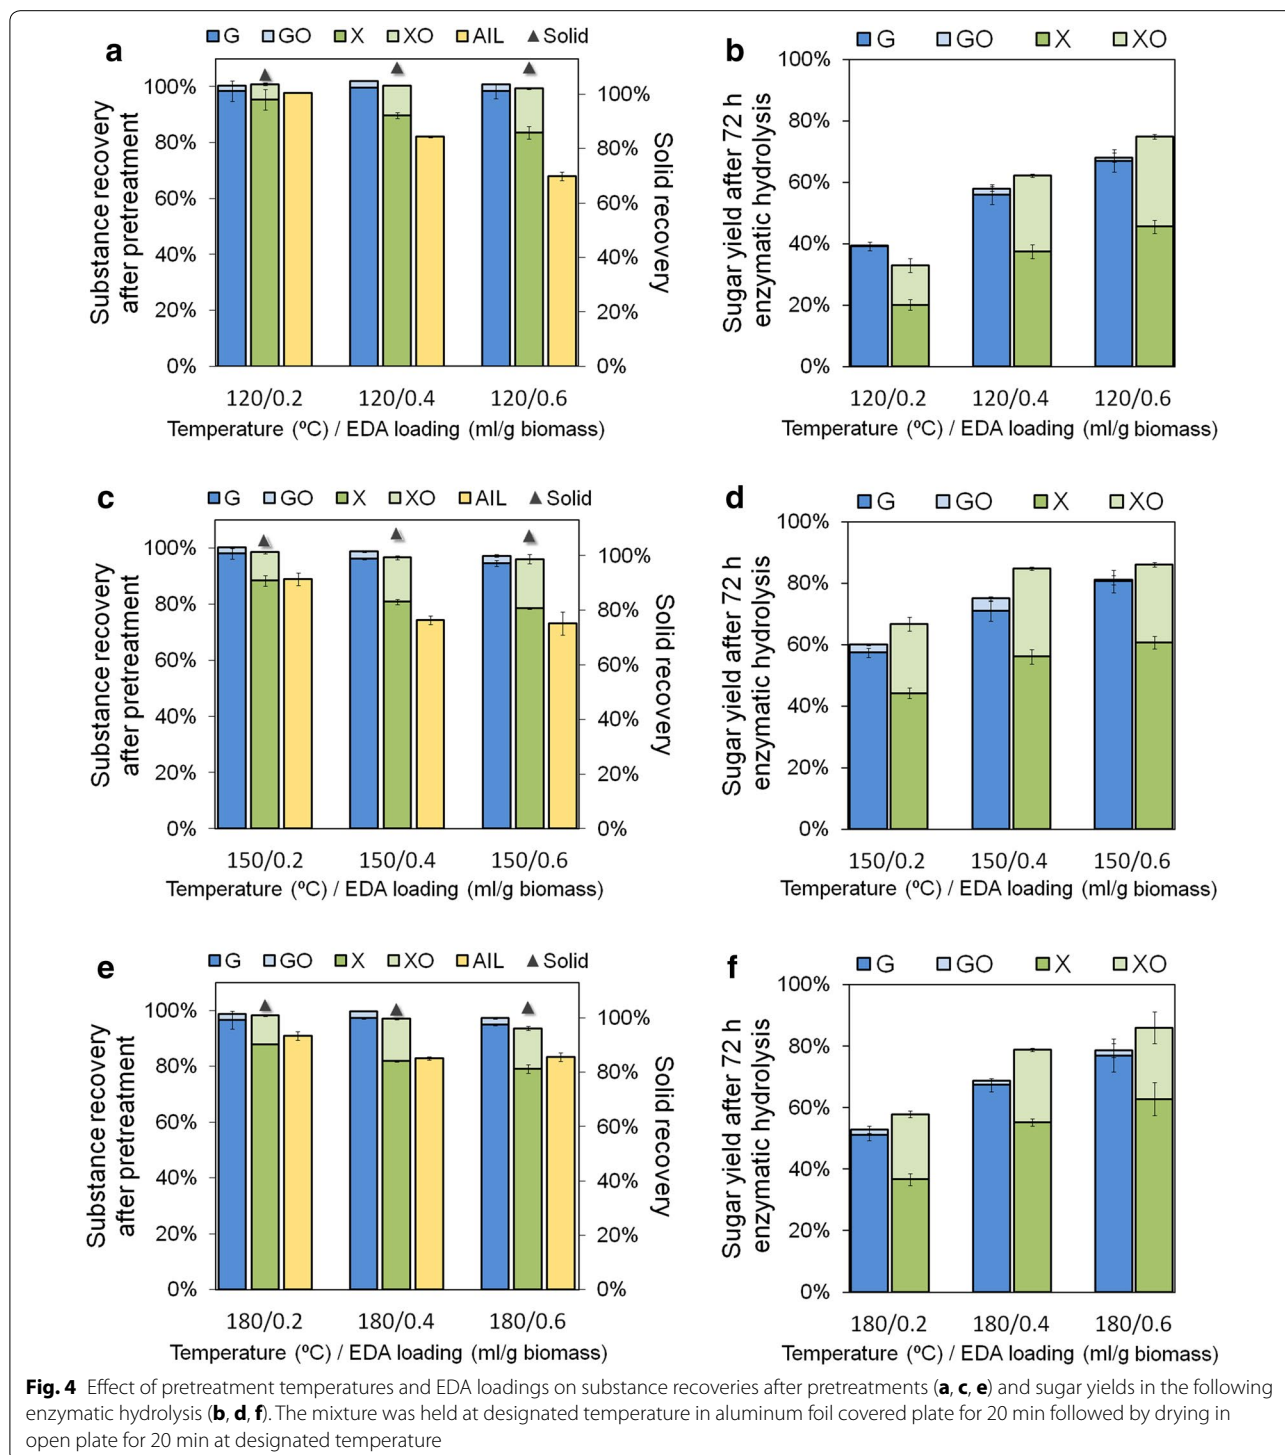 a
G GO X XO AIL Solid
Substance recovery
after pretreatment
100%
80%
60%
40%
20%
0%
Solid recovery
100%
80%
60%
40%
20%
0%
120/0.2 120/0.4 120/0.6
Temperature (ºC) / EDA loading (ml/g biomass)
b
G GO X XO
Sugar yield after 72 h
enzymatic hydrolysis
100%
80%
60%
40%
20%
0%
120/0.2 120/0.4 120/0.6
Temperature (ºC) / EDA loading (ml/g biomass)
c
G GO X XO AIL Solid
Substance recovery
after pretreatment
100%
80%
60%
40%
20%
0%
Solid recovery
100%
80%
60%
40%
20%
0%
150/0.2 150/0.4 150/0.6
Temperature (ºC) / EDA loading (ml/g biomass)
d
G GO X XO
Sugar yield after 72 h
enzymatic hydrolysis
100%
80%
60%
40%
20%
0%
150/0.2 150/0.4 150/0.6
Temperature (ºC) / EDA loading (ml/g biomass)
e
G GO X XO AIL Solid
Substance recovery
after pretreatment
100%
80%
60%
40%
20%
0%
Solid recovery
100%
80%
60%
40%
20%
0%
180/0.2 180/0.4 180/0.6
Temperature (ºC) / EDA loading (ml/g biomass)
f
G GO X XO
Sugar yield after 72 h
enzymatic hydrolysis
100%
80%
60%
40%
20%
0%
180/0.2 180/0.4 180/0.6
Temperature (ºC) / EDA loading (ml/g biomass)
Fig. 4 Effect of pretreatment temperatures and EDA loadings on substance recoveries after pretreatments (a, c, e) and sugar yields in the following
enzymatic hydrolysis (b, d, f). The mixture was held at designated temperature in aluminum foil covered plate for 20 min followed by drying in
open plate for 20 min at designated temperature